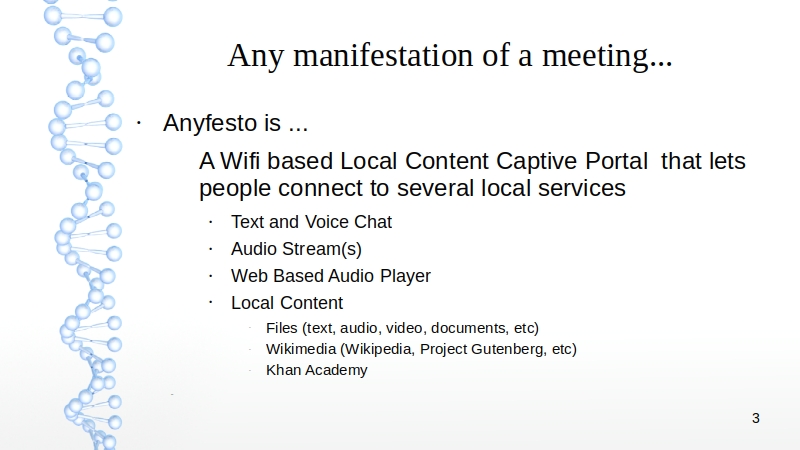 Any manifestation of a meeting...
• Anyfesto is ...
A Wifi based Local Content Captive Portal  that lets
people connect to several local services
• Text and Voice Chat
• Audio Stream(s)
• Web Based Audio Player
• Local Content
Files (text, audio, video, documents, etc)
Wikimedia (Wikipedia, Project Gutenberg, etc)
Khan Academy
3